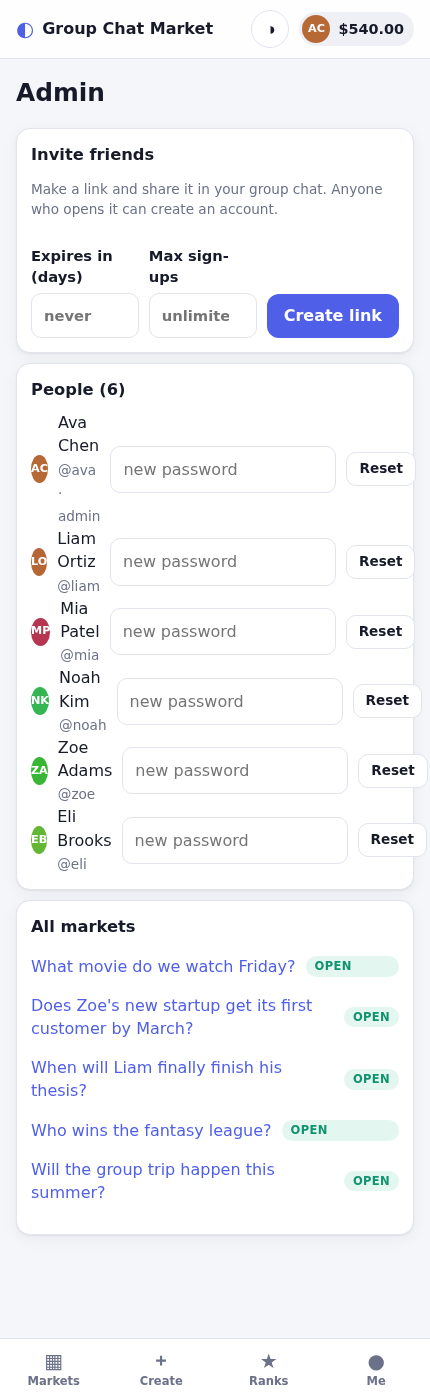 Group Chat Market
AC $540.00
Admin
Invite friends
Make a link and share it in your group chat. Anyone
who opens it can create an account.
Expires in
(days)
Max sign-
ups
never
unlimite
Create link
People (6)
AC
Ava
Chen
@ava
·
admin
new password
Reset
LO
Liam
Ortiz
@liam
new password
Reset
MP
Mia
Patel
@mia
new password
Reset
NK
Noah
Kim
@noah
new password
Reset
ZA
Zoe
Adams
@zoe
new password
Reset
EB
Eli
Brooks
@eli
new password
Reset
All markets
What movie do we watch Friday? OPEN
Does Zoe's new startup get its first
customer by March?
OPEN
When will Liam finally finish his
thesis?
OPEN
Who wins the fantasy league? OPEN
Will the group trip happen this
summer?
OPEN
Markets
Create
Ranks
Me